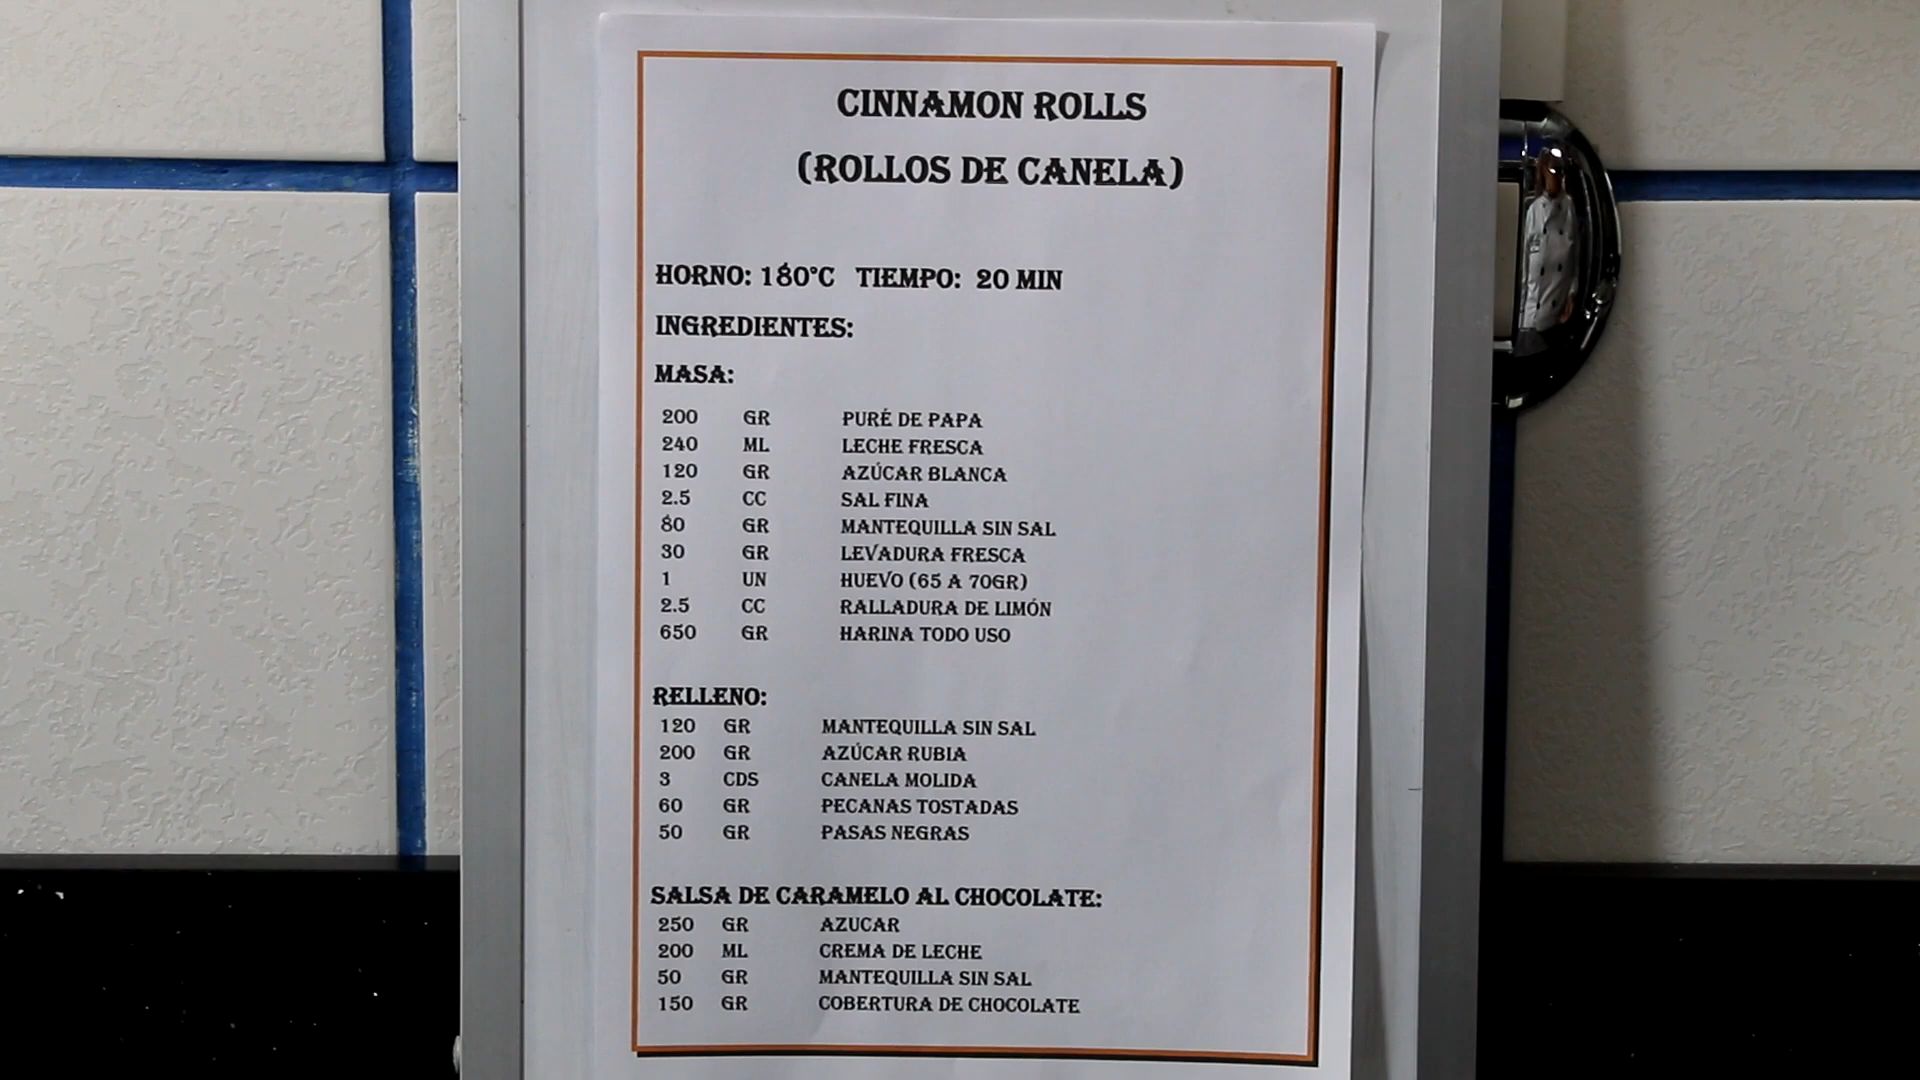 CINNAMON ROLLS
(ROLLOS DE CANELA)
HORNO: 180°C TIEMPO: 20 MIN
INGREDIENTES:
MASA:
200 GR PURÉ DE PAPA
240 ML LECHE FRESCA
120 GR AZÚCAR BLANCA
2.5 CC SAL FINA
80 GR MANTEQUILLA SIN SAL
30 GR LEVADURA FRESCA
1 UN HUEVO (65 A 70GR)
2.5 CC RALLADURA DE LIMÓN
650 GR HARINA TODO USO
RELLENO:
120 GR MANTEQUILLA SIN SAL
200 GR AZÚCAR RUBIA
3 CDS CANELA MOLIDA
60 GR PECANAS TOSTADAS
50 GR PASAS NEGRAS
SALSA DE CARAMELO AL CHOCOLATE:
250 GR AZUCAR
200 ML CREMA DE LECHE
50 GR MANTEQUILLA SIN SAL
150 GR COBERTURA DE CHOCOLATE